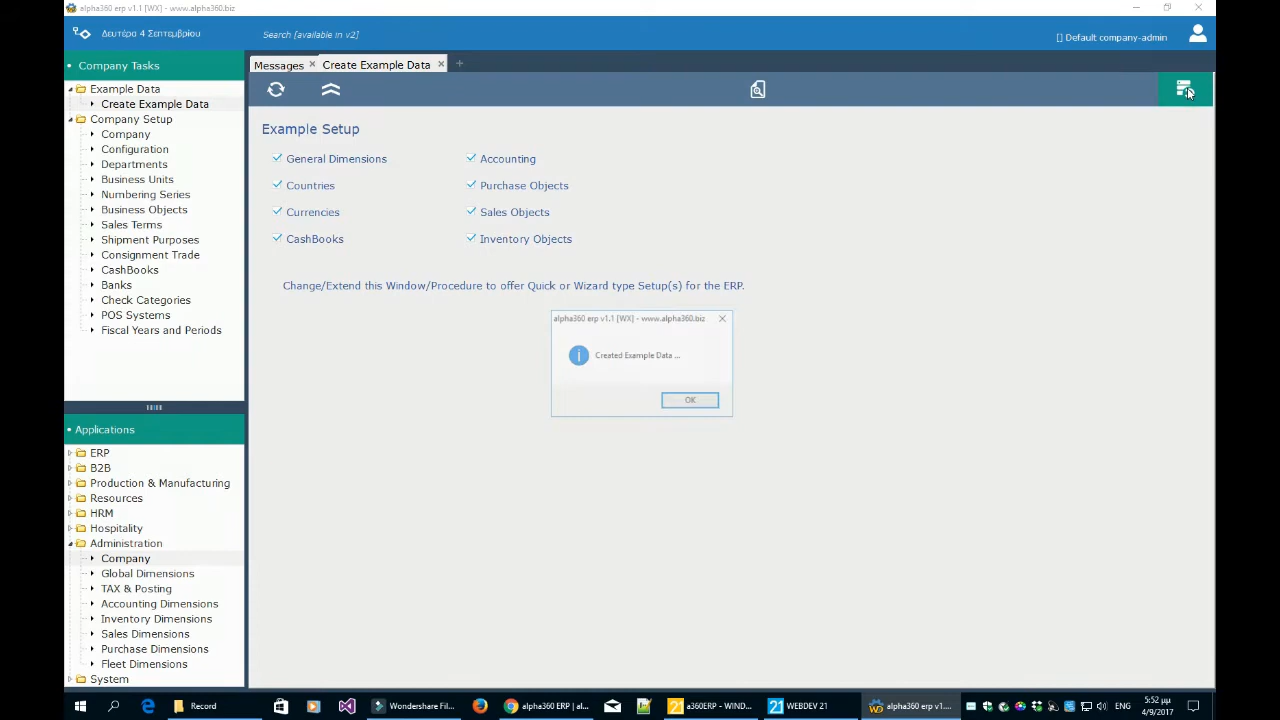 alpha360 erp v1.1 [WX] - www.alpha360.biz
Δευτέρα 4 Σεπτεμβρίου
Search [available in v2]
[] Default company-admin
Company Tasks
Example Data
Create Example Data
Company Setup
Company
Configuration
Departments
Business Units
Numbering Series
Business Objects
Sales Terms
Shipment Purposes
Consignment Trade
CashBooks
Banks
Check Categories
POS Systems
Fiscal Years and Periods
Applications
ERP
B2B
Production & Manufacturing
Resources
HRM
Hospitality
Administration
Company
Global Dimensions
TAX & Posting
Accounting Dimensions
Inventory Dimensions
Sales Dimensions
Purchase Dimensions
Fleet Dimensions
System
Messages
Create Example Data
Example Setup
General Dimensions
Accounting
Countries
Purchase Objects
Currencies
Sales Objects
CashBooks
Inventory Objects
Change/Extend this Window/Procedure to offer Quick or Wizard type Setup(s) for the ERP.
alpha360 erp v1.1 [WX] - www.alpha360.biz
Created Example Data ...
OK
Record
Wondershare Fil...
alpha360 ERP | al...
21
a360ERP - WIND...
21
WEBDEV 21
alpha360 erp v1....
ENG
5:52 μμ
4/9/2017